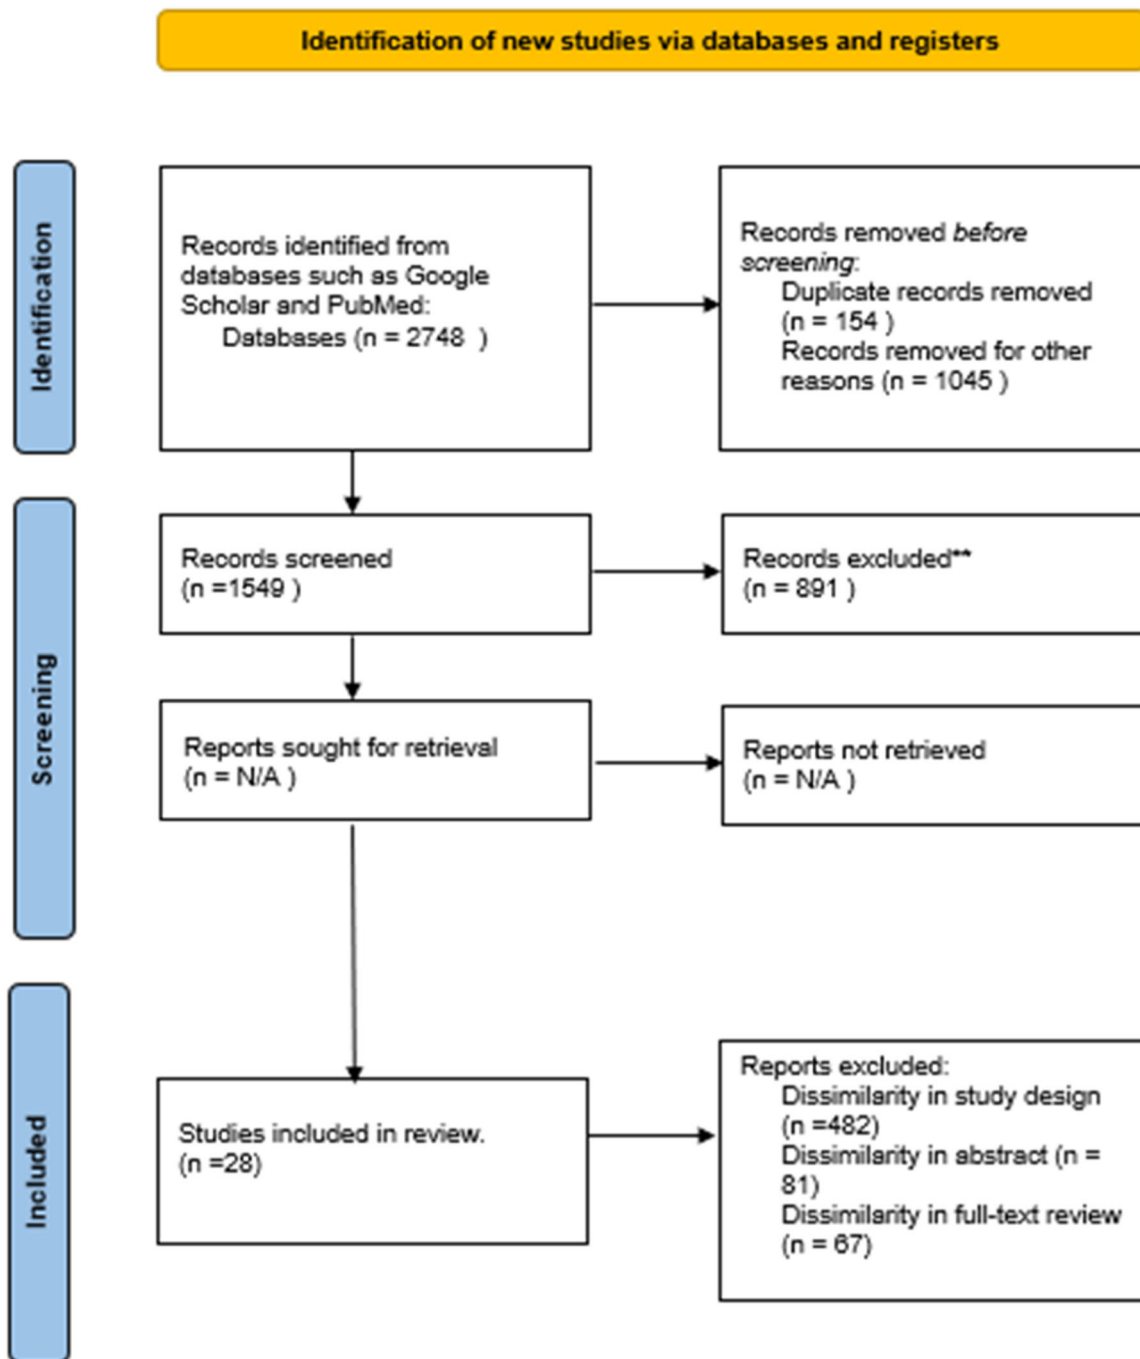 Identification of new studies via databases and registers
Identification
Records identified from
databases such as Google
Scholar and PubMed:
Databases (n = 2748 )
Records removed before
screening:
Duplicate records removed
(n = 154 )
Records removed for other
reasons (n = 1045 )
Screening
Records screened
(n =1549 )
Records excluded**
(n = 891 )
Reports sought for retrieval
(n = N/A )
Reports not retrieved
(n = N/A )
Included
Studies included in review.
(n =28)
Reports excluded:
Dissimilarity in study design
(n =482)
Dissimilarity in abstract (n =
81)
Dissimilarity in full-text review
(n = 67)